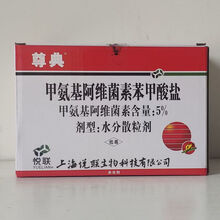 尊典
甲氨基阿维菌素苯甲酸盐
甲氨基阿维菌素含量:5%
剂型:水分散粒剂
悦联
YUELIAN
上海悦联生物科技有限公司